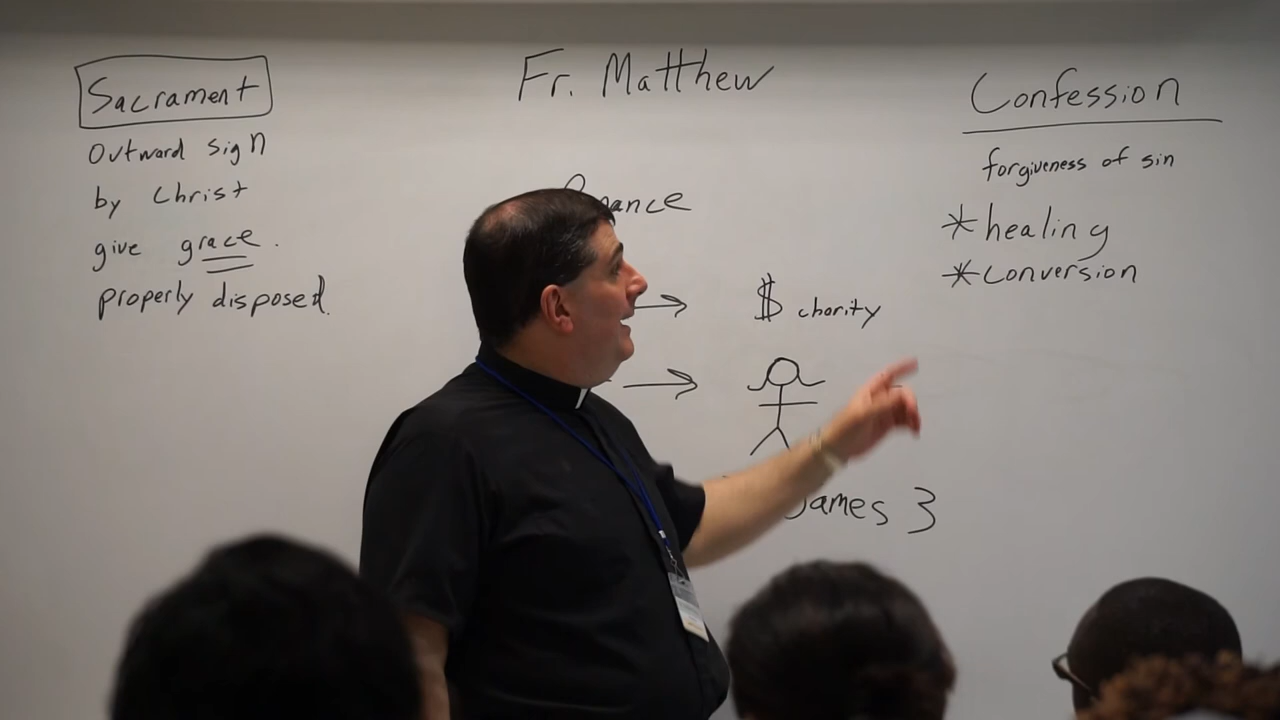 Sacrament
Outward sign
by Christ
give grace.
properly disposed.
Fr. Matthew
$ charity
James 3
Confession
forgiveness of sin
*healing
*conversion